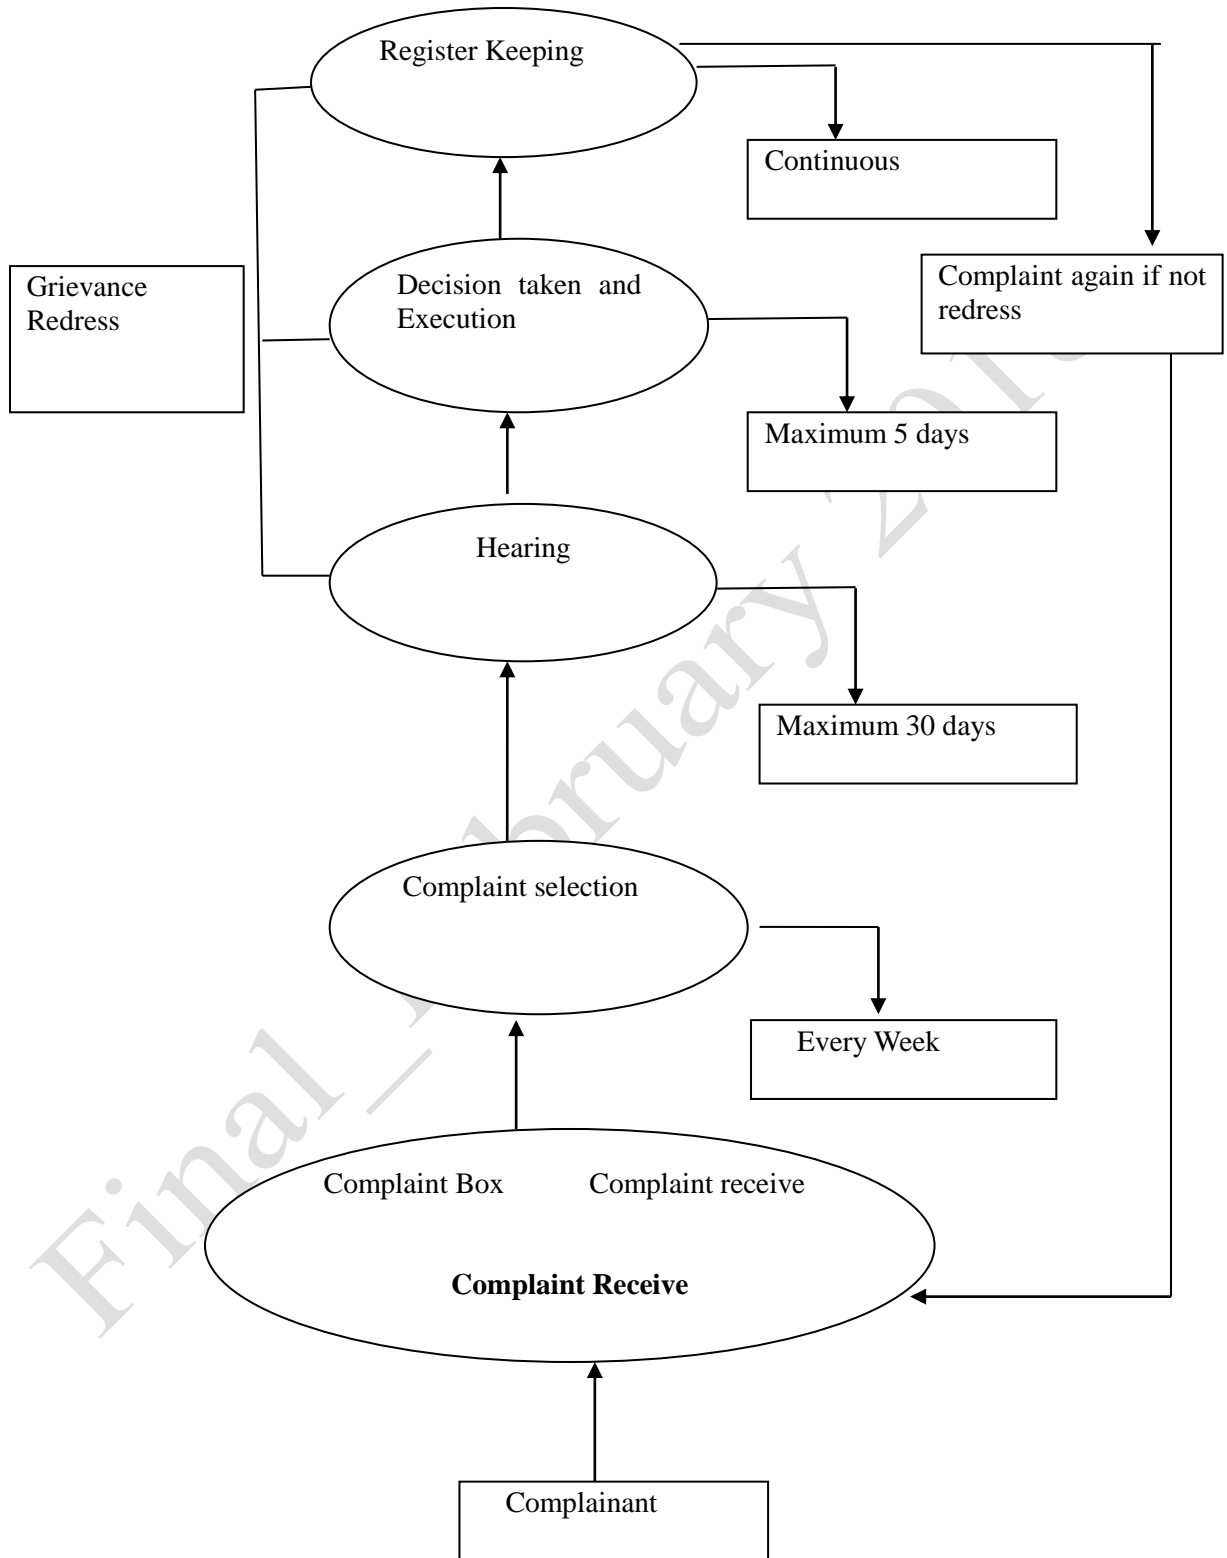 Register Keeping
Continuous
Grievance
Redress
Decision taken and
Execution
Complaint again if not
redress
Maximum 5 days
Hearing
Maximum 30 days
Complaint selection
Every Week
Complaint Box
Complaint receive
Complaint Receive
Complainant